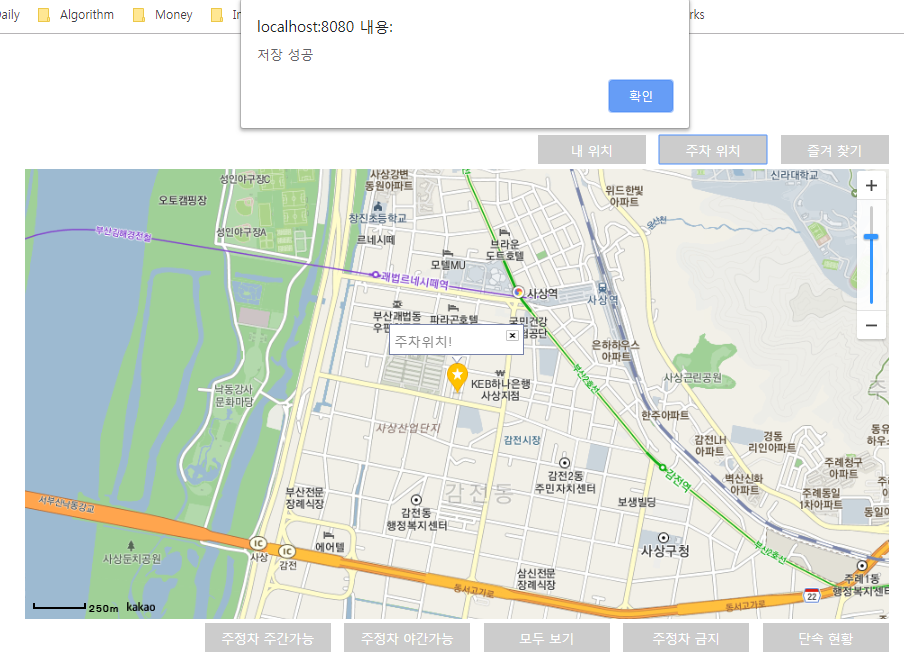 aily
Algorithm
Money
In
rks
localhost:8080 내용:
저장 성공
확인
내 위치
주차 위치
즐겨 찾기
성인야구장C
오토캠핑장
성인야구장A
부산김해경전철
사상강변
동원아파트
창진초등학교
르네시떼
브라운
도트호텔
모텔MU
괘법르네시떼역
사상역
사상역
위드한빛
아파트
운산천
신라대학교
부산괘법동
우편
파라곤호텔
국민건강
험공단
주차위치!
KEB하나은행
사상지점
은하하우스
아파트
부산2호선
사상근린공원
낙동강사
문화마당
사상산업단지
감전시장
한주아파트
감전LH
아파트
경동
리인아파트
동유
하우스
주
감전2동
주민자치센터
감전역
벽산신화
아파트
주례청구
아파트
주례동일
1차아파트
동일
감전동
부산전문
장례식장
감전동
행정복지센터
보생빌딩
서부산낙동강교
사상둔치공원
IC
사상
IC
감전
에어텔
사상구청
부산2호선
삼신전문
장례식장
동서고가로
동서고가로
22
주례1동
행정복지센터
250m
kakao
주정차 주간가능
주정차 야간가능
모두 보기
주정차 금지
단속 현황